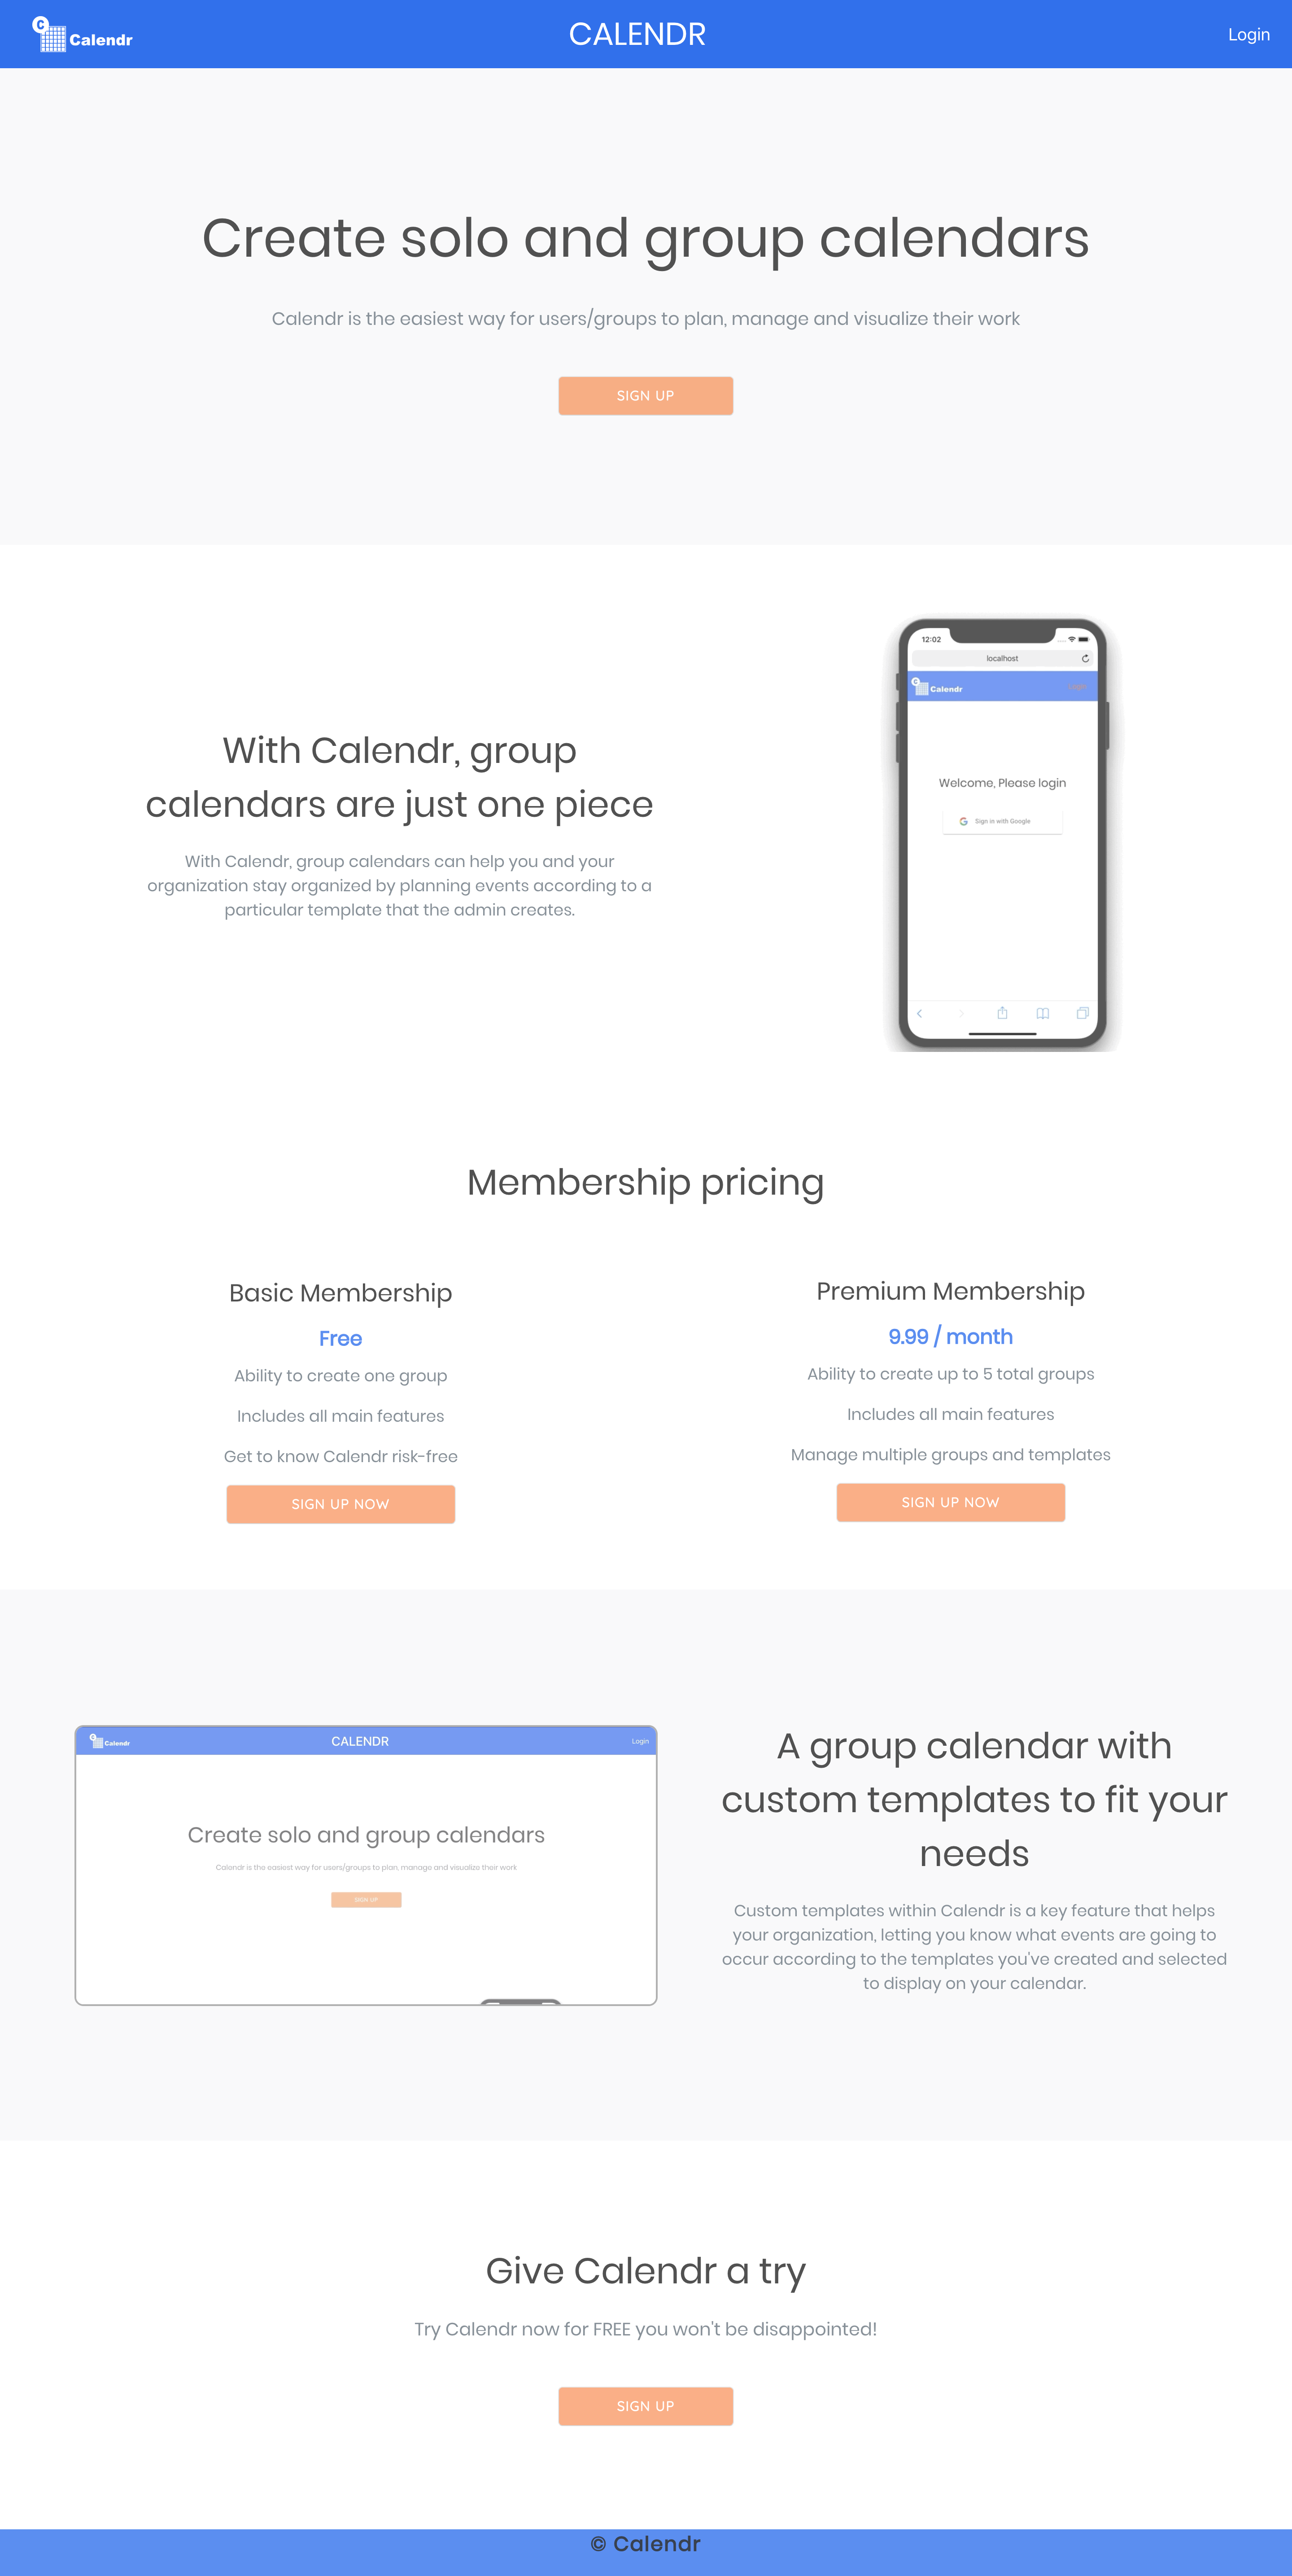 C
Calendr
CALENDR
Login
Create solo and group calendars
Calendr is the easiest way for users/groups to plan, manage and visualize their work
SIGN UP
12:02
localhost
C
Calendr
Login
Welcome, Please login
G Sign in with Google
With Calendr, group
calendars are just one piece
With Calendr, group calendars can help you and your
organization stay organized by planning events according to a
particular template that the admin creates.
Membership pricing
Basic Membership
Free
Ability to create one group
Includes all main features
Get to know Calendr risk-free
SIGN UP NOW
Premium Membership
9.99 / month
Ability to create up to 5 total groups
Includes all main features
Manage multiple groups and templates
SIGN UP NOW
C
Calendr
CALENDR
Login
Create solo and group calendars
Calendr is the easiest way for users/groups to plan, manage and visualize their work
SIGN UP
A group calendar with
custom templates to fit your
needs
Custom templates within Calendr is a key feature that helps
your organization, letting you know what events are going to
occur according to the templates you've created and selected
to display on your calendar.
Give Calendr a try
Try Calendr now for FREE you won't be disappointed!
SIGN UP
© Calendr